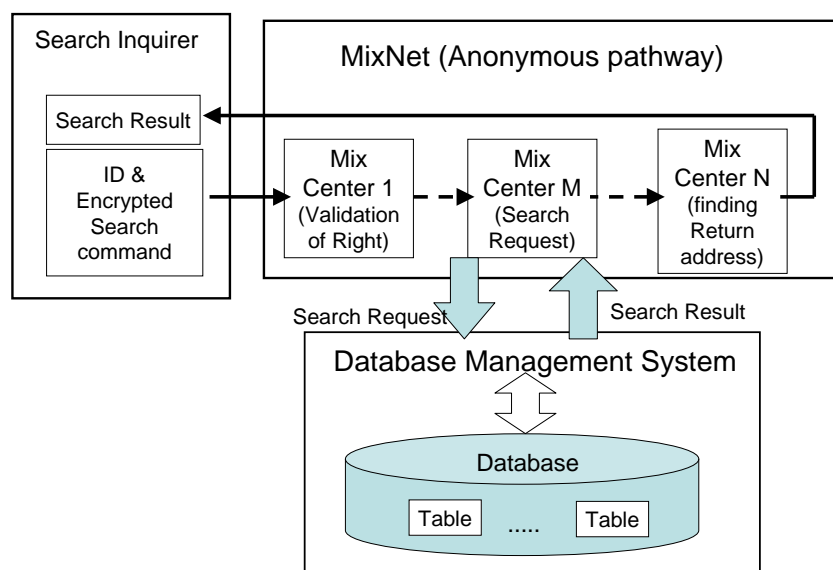 Search Inquirer
Search Result
ID &
Encrypted
Search
command
MixNet (Anonymous pathway)
Mix
Center 1
(Validation
of Right)
Mix
Center M
(Search
Request)
Mix
Center N
(finding
Return
address)
Search Request
Search Result
Database Management System
Database
Table ..... Table